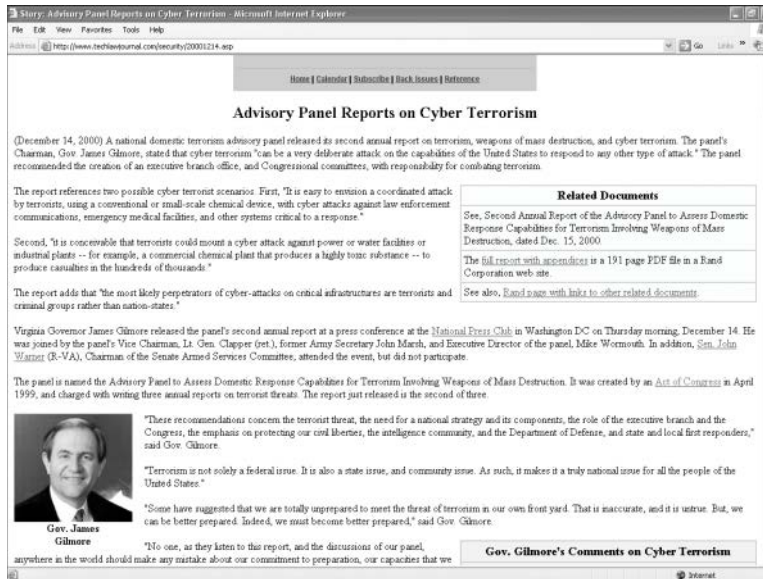 Story: Advisory Panel Reports on Cyber Terrorism - Microsoft Internet Explorer
File Edit View Favorites Tools Help
Address http://www.techlawjournal.com/security/20001214.asp Go Links »
Home | Calendar | Subscribe | Back Issues | Reference
Advisory Panel Reports on Cyber Terrorism
(December 14, 2000) A national domestic terrorism advisory panel released its second annual report on terrorism, weapons of mass destruction, and cyber terrorism. The panel's
Chairman, Gov. James Gilmore, stated that cyber terrorism "can be a very deliberate attack on the capabilities of the United States to respond to any other type of attack." The panel
recommended the creation of an executive branch office, and Congressional committees, with responsibility for combating terrorism.
The report references two possible cyber terrorist scenarios. First, "It is easy to envision a coordinated attack
by terrorists, using a conventional or small-scale chemical device, with cyber attacks against law enforcement
communications, emergency medical facilities, and other systems critical to a response."
Second, "it is conceivable that terrorists could mount a cyber attack against power or water facilities or
industrial plants -- for example, a commercial chemical plant that produces a highly toxic substance -- to
produce casualties in the hundreds of thousands."
The report adds that "the most likely perpetrators of cyber-attacks on critical infrastructures are terrorists and
criminal groups rather than nation-states."
Related Documents
See, Second Annual Report of the Advisory Panel to Assess Domestic
Response Capabilities for Terrorism Involving Weapons of Mass
Destruction, dated Dec. 15, 2000.
The full report with appendices is a 191 page PDF file in a Rand
Corporation web site.
See also, Rand page with links to other related documents.
Virginia Governor James Gilmore released the panel's second annual report at a press conference at the National Press Club in Washington DC on Thursday morning, December 14. He
was joined by the panel's Vice Chairman, Lt. Gen. Clapper (ret.), former Army Secretary John Marsh, and Executive Director of the panel, Mike Wormouth. In addition, Sen. John
Warner (R-VA), Chairman of the Senate Armed Services Committee, attended the event, but did not participate.
The panel is named the Advisory Panel to Assess Domestic Response Capabilities for Terrorism Involving Weapons of Mass Destruction. It was created by an Act of Congress in April
1999, and charged with writing three annual reports on terrorist threats. The report just released is the second of three.
"These recommendations concern the terrorist threat, the need for a national strategy and its components, the role of the executive branch and the
Congress, the emphasis on protecting our civil liberties, the intelligence community, and the Department of Defense, and state and local first responders,"
said Gov. Gilmore.
"Terrorism is not solely a federal issue. It is also a state issue, and community issue. As such, it makes it a truly national issue for all the people of the
United States."
"Some have suggested that we are totally unprepared to meet the threat of terrorism in our own front yard. That is inaccurate, and it is untrue. But, we
can be better prepared. Indeed, we must become better prepared," said Gov. Gilmore.
Gov. James
Gilmore
"No one, as they listen to this report, and the discussions of our panel,
anywhere in the world should make any mistake about our commitment to preparation, our capacities that we
Gov. Gilmore's Comments on Cyber Terrorism
Internet